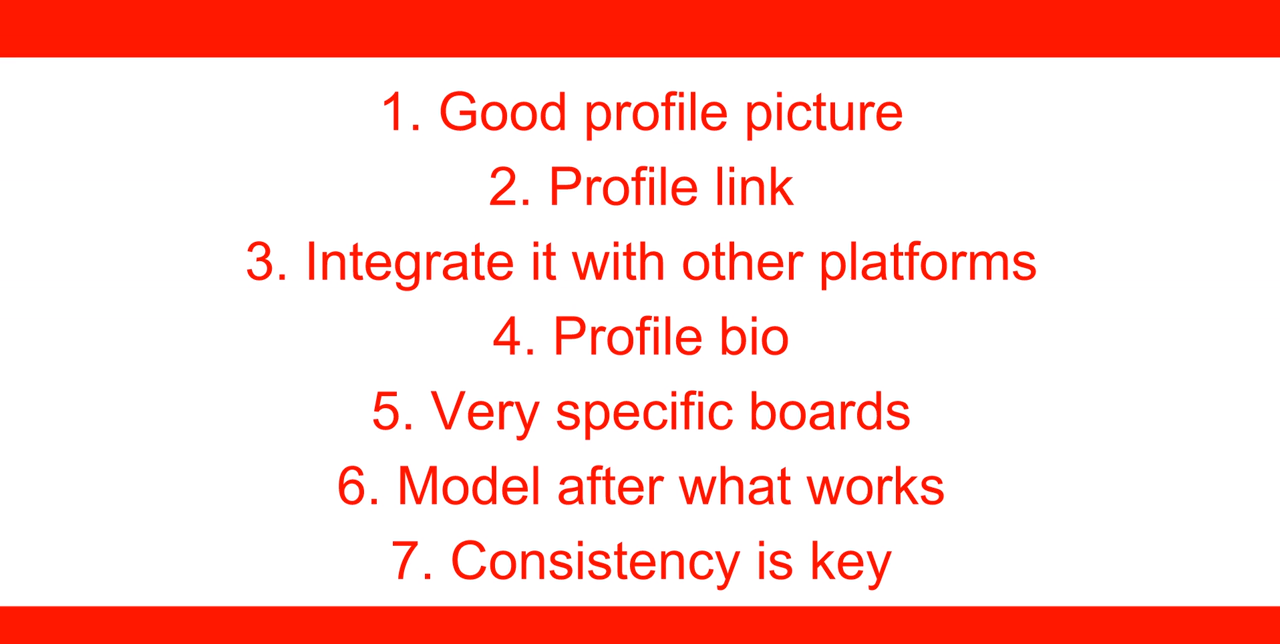 1. Good profile picture
2. Profile link
3. Integrate it with other platforms
4. Profile bio
5. Very specific boards
6. Model after what works
7. Consistency is key